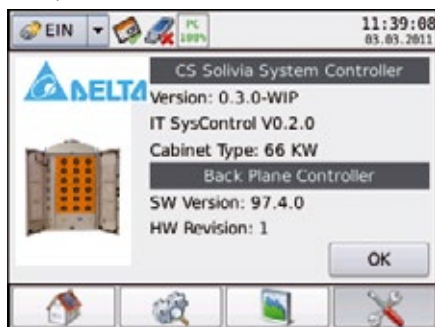 EIN
PC
100%
11:39:08
03.03.2011
DELTA
CS Solivia System Controller
Version: 0.3.0-WIP
IT SysControl V0.2.0
Cabinet Type: 66 KW
Back Plane Controller
SW Version: 97.4.0
HW Revision: 1
OK